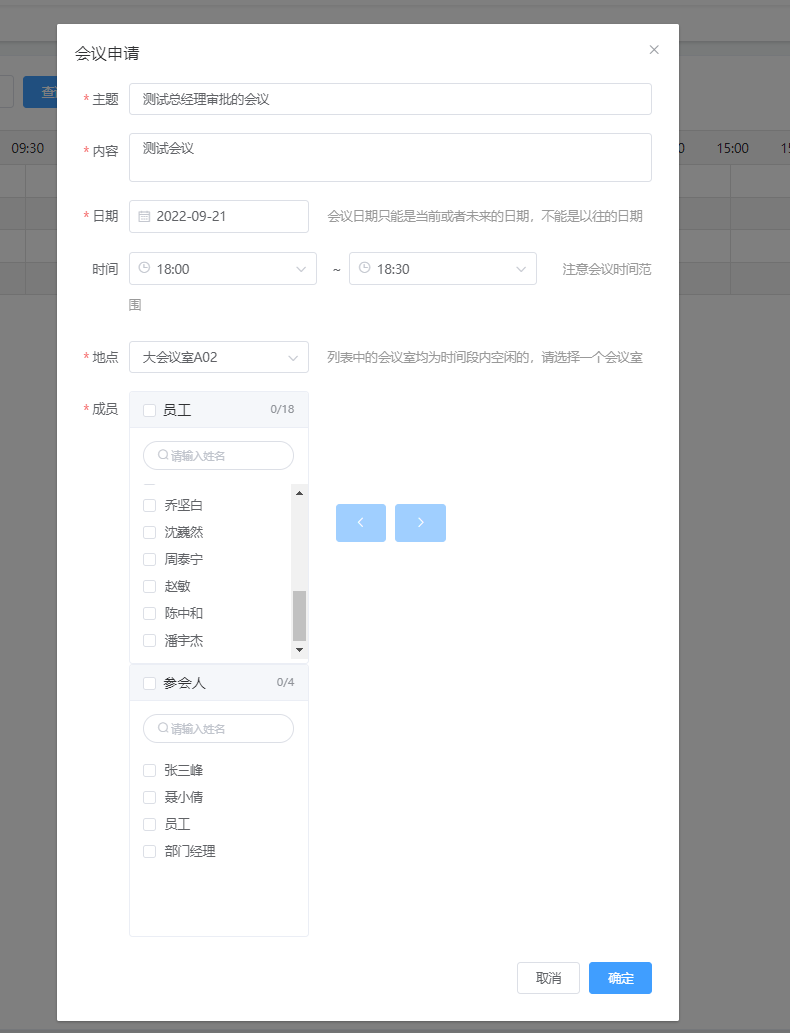 会议申请
* 主题 测试总经理审批的会议
查
09:30
* 内容 测试会议
15:00
* 日期 2022-09-21 会议日期只能是当前或者未来的日期，不能是以往的日期
时间 18:00 ~ 18:30 注意会议时间范
围
* 地点 大会议室A02 列表中的会议室均为时间段内空闲的，请选择一个会议室
* 成员 员工 0/18
请输入姓名
乔坚白
沈巍然
周泰宁
赵敏
陈中和
潘宇杰
参会人 0/4
请输入姓名
张三峰
聂小倩
员工
部门经理
取消 确定